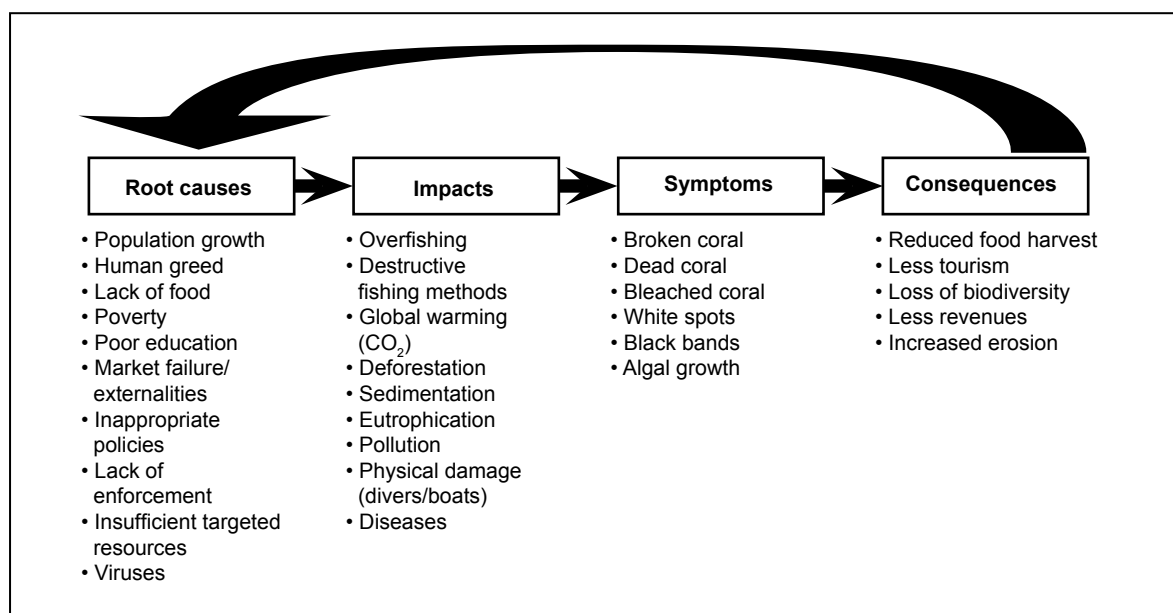 Root causes
• Population growth
• Human greed
• Lack of food
• Poverty
• Poor education
• Market failure/
externalities
• Inappropriate
policies
• Lack of
enforcement
• Insufficient targeted
resources
• Viruses
Impacts
• Overfishing
• Destructive
fishing methods
• Global warming
(CO₂)
• Deforestation
• Sedimentation
• Eutrophication
• Pollution
• Physical damage
(divers/boats)
• Diseases
Symptoms
• Broken coral
• Dead coral
• Bleached coral
• White spots
• Black bands
• Algal growth
Consequences
• Reduced food harvest
• Less tourism
• Loss of biodiversity
• Less revenues
• Increased erosion